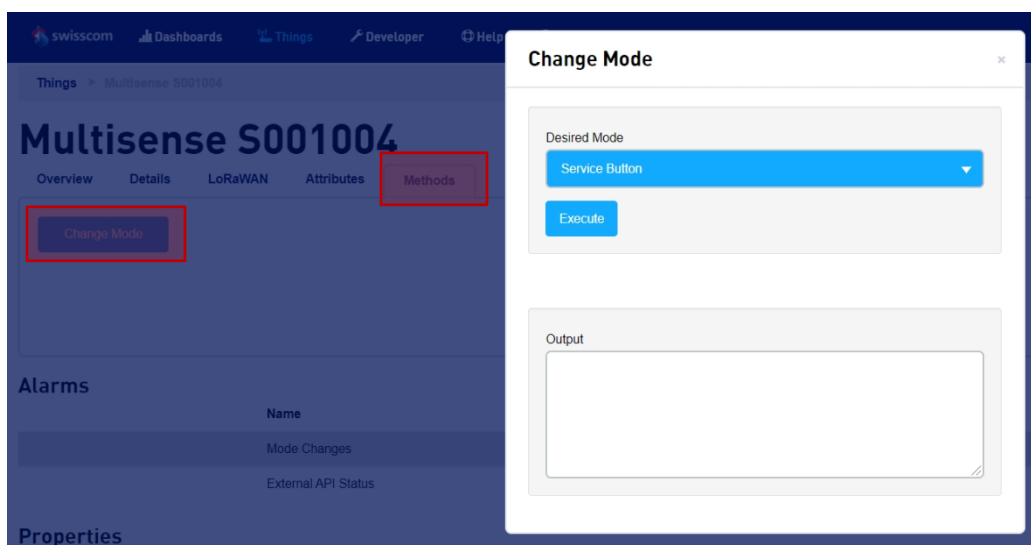 swisscom Dashboards Things Developer Help
Things > Multisense S001004
Multisense S001004
Overview Details LoRaWAN Attributes Methods
Change Mode
Alarms
Name
Mode Changes
External API Status
Properties
Change Mode ×
Desired Mode
Service Button
Execute
Output